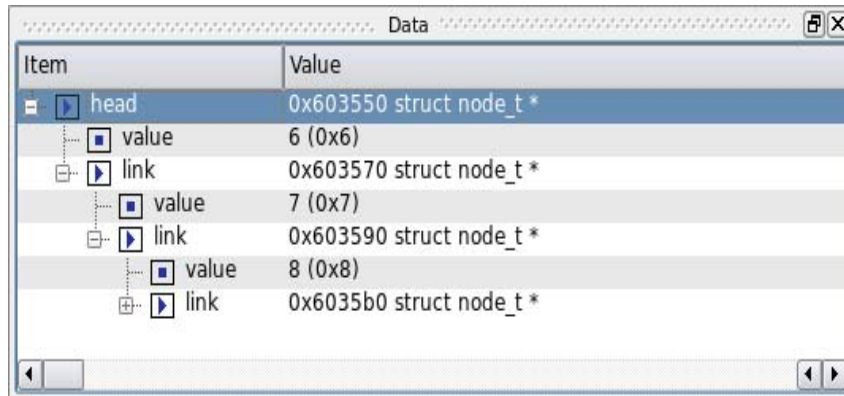 Data
Item Value
head 0x603550 struct node_t *
value 6 (0x6)
link 0x603570 struct node_t *
value 7 (0x7)
link 0x603590 struct node_t *
value 8 (0x8)
link 0x6035b0 struct node_t *